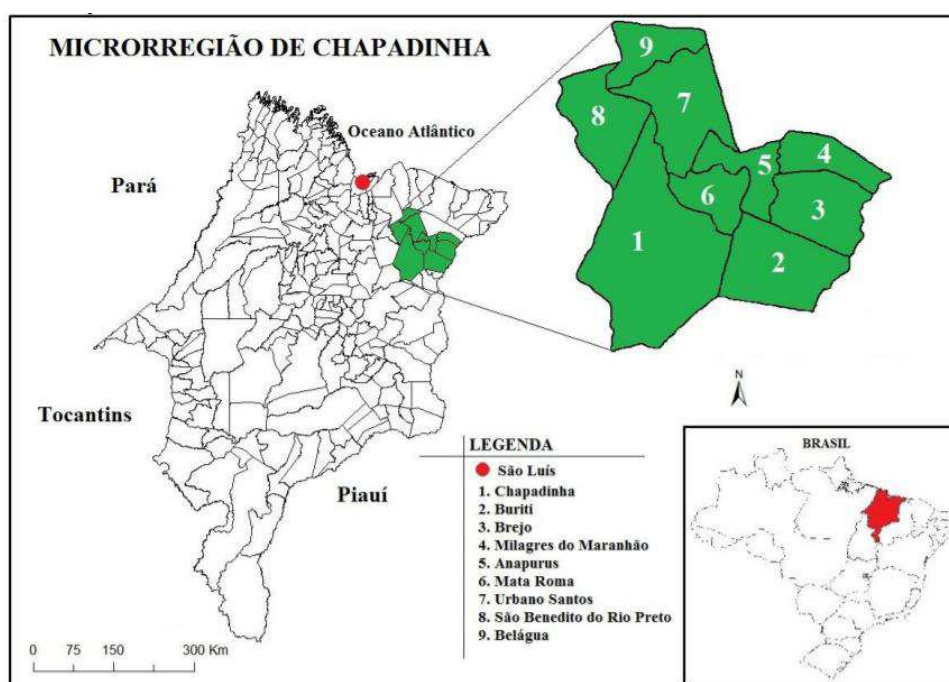 MICRORREGIÃO DE CHAPADINHA
Oceano Atlântico
Pará
Tocantins
Piauí
9
8
7
5
4
6
3
1
2
N
LEGENDA
São Luís
1. Chapadinha
2. Buriti
3. Brejo
4. Milagres do Maranhão
5. Anapurus
6. Mata Roma
7. Urbano Santos
8. São Benedito do Rio Preto
9. Belágua
BRASIL
0 75 150 300 Km